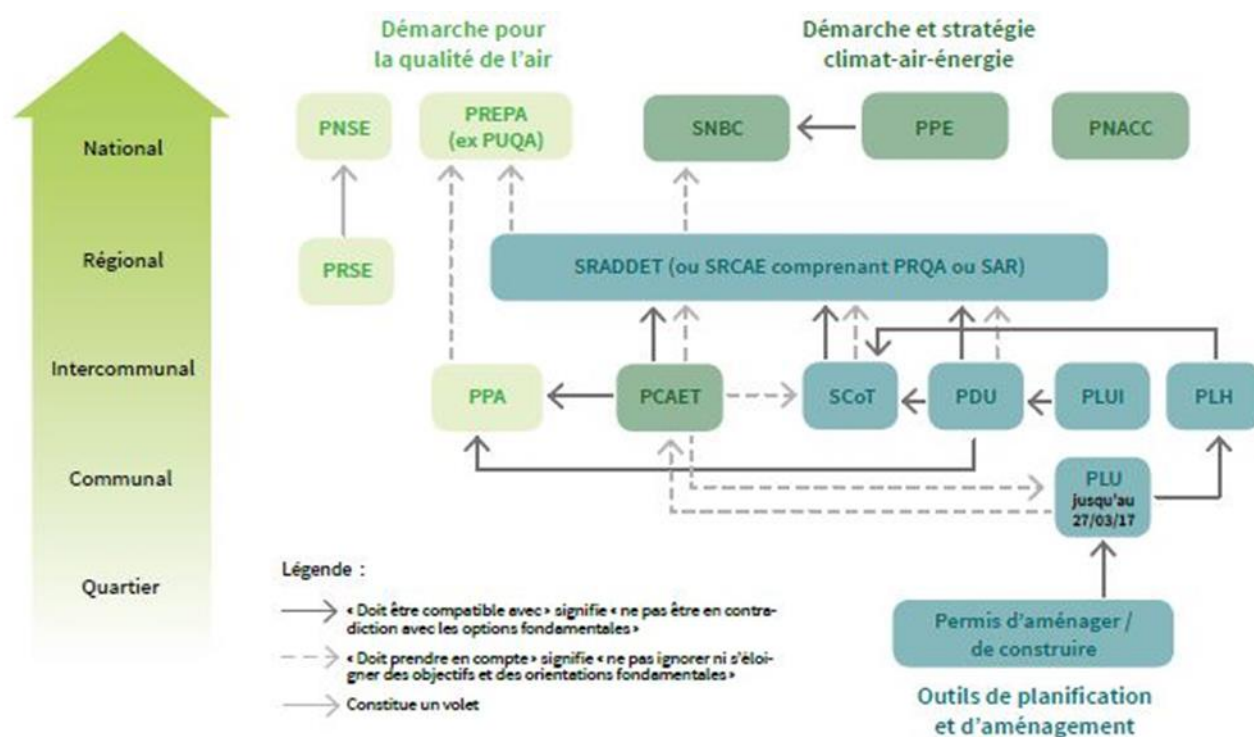 Démarche pour
la qualité de l'air
Démarche et stratégie
climat-air-énergie
National
PNSE
PREPA
(ex PUQA)
SNBC
PPE
PNACC
Régional
PRSE
SRADDET (ou SRCAE comprenant PRQA ou SAR)
Intercommunal
PPA
PCAET
SCoT
PDU
PLUI
PLH
Communal
PLU
jusqu'au
27/03/17
Quartier
Légende :
« Doit être compatible avec » signifie « ne pas être en contra-
diction avec les options fondamentales »
« Doit prendre en compte » signifie « ne pas ignorer ni s'éloi-
gner des objectifs et des orientations fondamentales »
Constitue un volet
Permis d'aménager /
de construire
Outils de planification
et d'aménagement